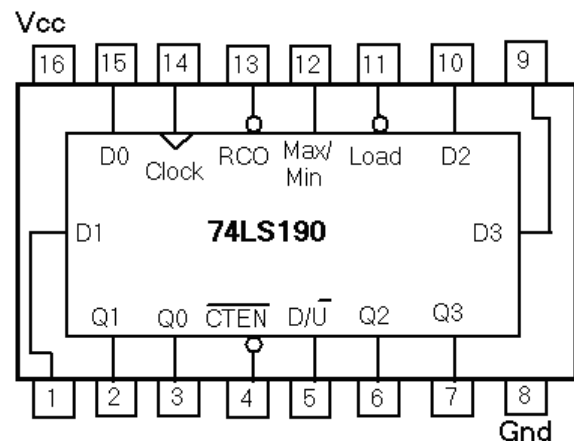 Vcc
16 15 14 13 12 11 10 9
D0 Clock RCO Max/ Load D2
Min
D1 74LS190 D3
Q1 Q0 C̅T̅E̅N̅ D/U̅ Q2 Q3
1 2 3 4 5 6 7 8
Gnd